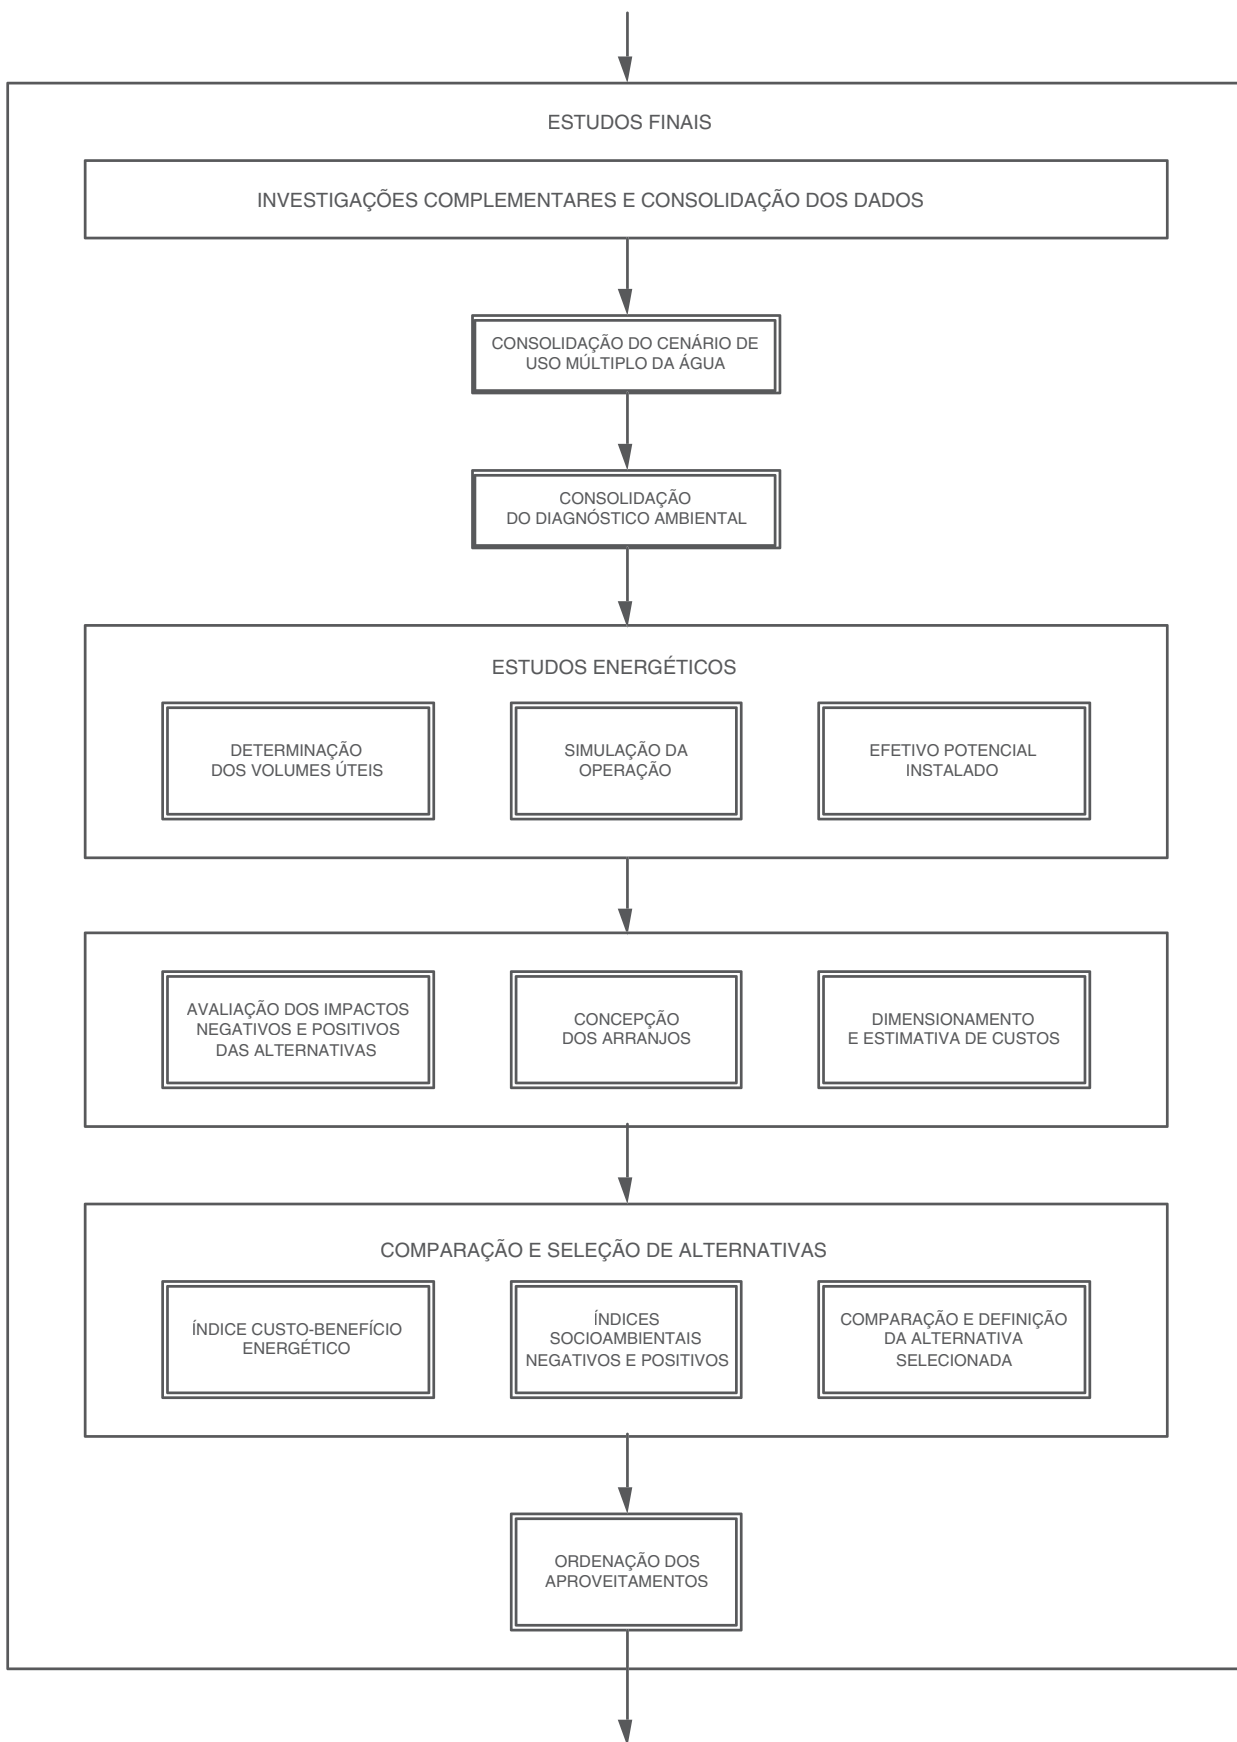 ESTUDOS FINAIS
INVESTIGAÇÕES COMPLEMENTARES E CONSOLIDAÇÃO DOS DADOS
CONSOLIDAÇÃO DO CENÁRIO DE
USO MÚLTIPLO DA ÁGUA
CONSOLIDAÇÃO
DO DIAGNÓSTICO AMBIENTAL
ESTUDOS ENERGÉTICOS
DETERMINAÇÃO
DOS VOLUMES ÚTEIS
SIMULAÇÃO DA
OPERAÇÃO
EFETIVO POTENCIAL
INSTALADO
AVALIAÇÃO DOS IMPACTOS
NEGATIVOS E POSITIVOS
DAS ALTERNATIVAS
CONCEPÇÃO
DOS ARRANJOS
DIMENSIONAMENTO
E ESTIMATIVA DE CUSTOS
COMPARAÇÃO E SELEÇÃO DE ALTERNATIVAS
ÍNDICE CUSTO-BENEFÍCIO
ENERGÉTICO
ÍNDICES
SOCIOAMBIENTAIS
NEGATIVOS E POSITIVOS
COMPARAÇÃO E DEFINIÇÃO
DA ALTERNATIVA
SELECIONADA
ORDENAÇÃO DOS
APROVEITAMENTOS